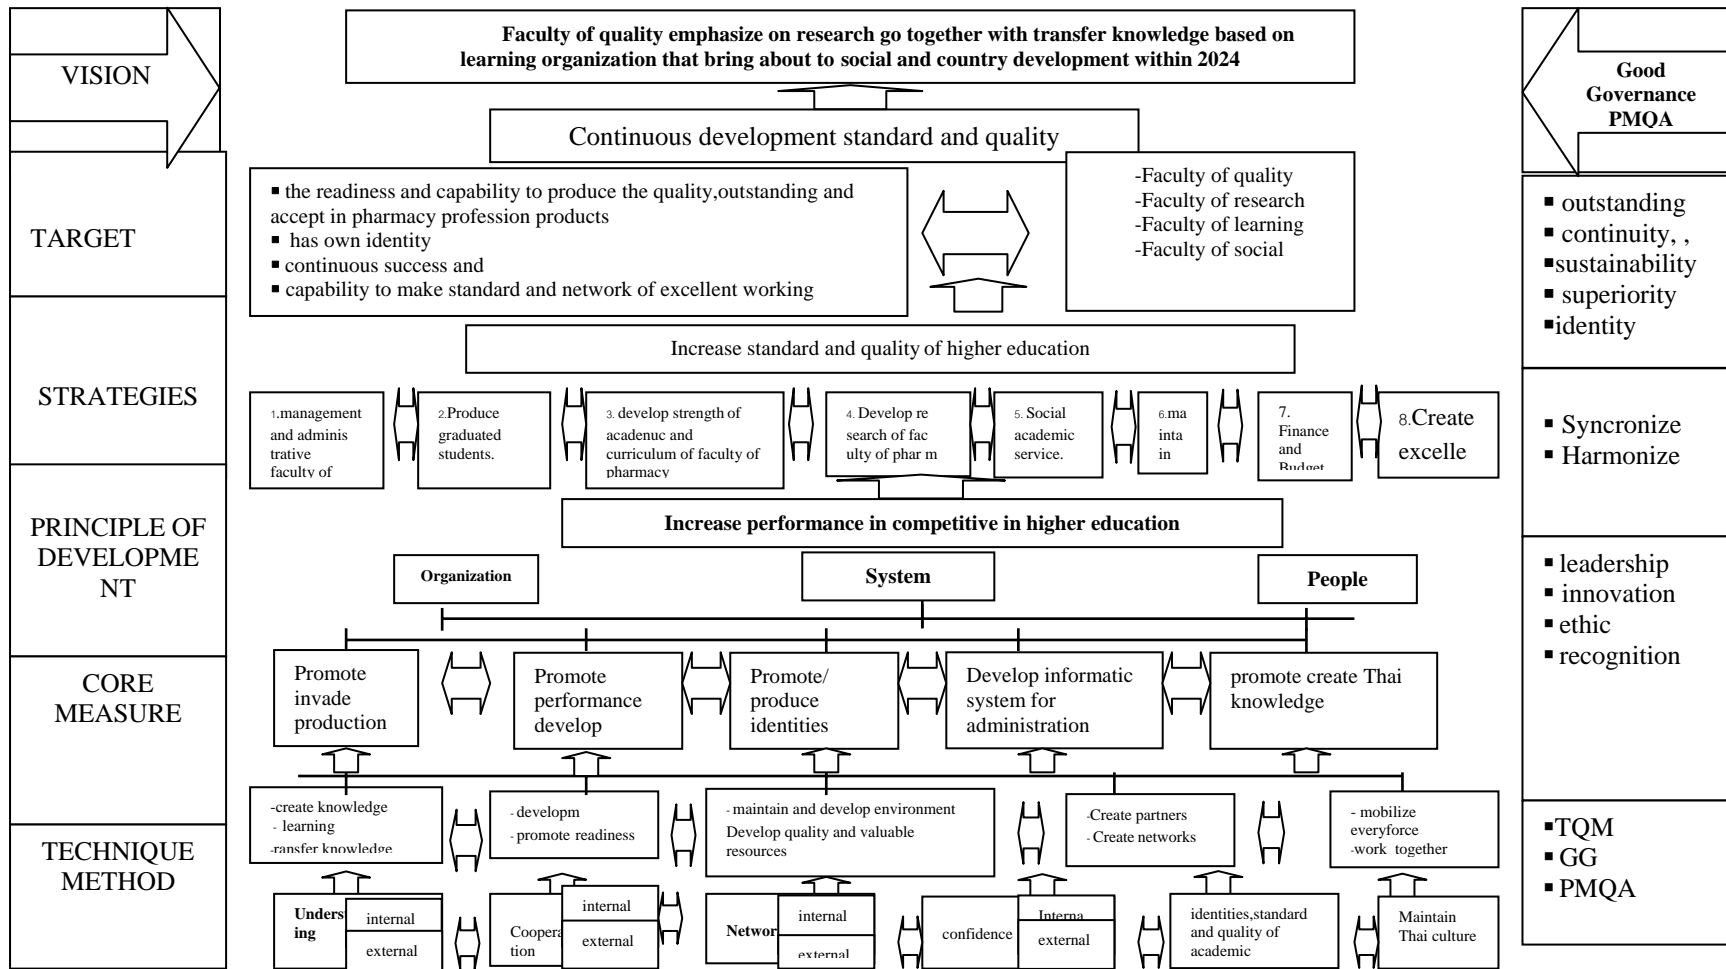 VISION
Faculty of quality emphasize on research go together with transfer knowledge based on
learning organization that bring about to social and country development within 2024
Good
Governance
PMQA
Continuous development standard and quality
TARGET
▪ the readiness and capability to produce the quality,outstanding and
accept in pharmacy profession products
▪ has own identity
▪ continuous success and
▪ capability to make standard and network of excellent working
-Faculty of quality
-Faculty of research
-Faculty of learning
-Faculty of social
▪ outstanding
▪ continuity, ,
▪sustainability
▪ superiority
▪identity
Increase standard and quality of higher education
STRATEGIES
1.management
and adminis
trative
faculty of
2.Produce
graduated
students.
3. develop strength of
acadenuc and
curriculum of faculty of
pharmacy
4. Develop re
search of fac
ulty of phar m
5. Social
academic
service.
6.ma
inta
in
7.
Finance
and
Budget
8.Create
excelle
▪ Syncronize
▪ Harmonize
Increase performance in competitive in higher education
PRINCIPLE OF
DEVELOPME
NT
Organization
System
People
▪ leadership
▪ innovation
▪ ethic
▪ recognition
CORE
MEASURE
Promote
invade
production
Promote
performance
develop
Promote/
produce
identities
Develop informatic
system for
administration
promote create Thai
knowledge
TECHNIQUE
METHOD
-create knowledge
- learning
-ransfer knowledge
- developm
- promote readiness
- maintain and develop environment
Develop quality and valuable
resources
-Create partners
- Create networks
- mobilize
everyforce
-work together
▪TQM
▪ GG
▪ PMQA
Unders
ing
internal
external
Coopera
tion
internal
external
Networ
internal
external
confidence
Interna
external
identities,standard
and quality of
academic
Maintain
Thai culture